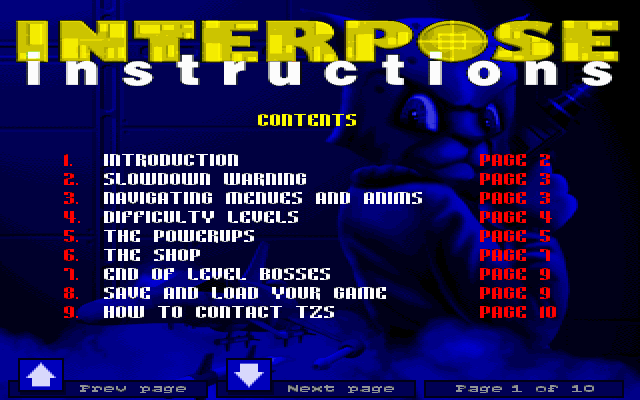 INTERPOSE
instructions
CONTENTS
1. INTRODUCTION PAGE 2
2. SLOWDOWN WARNING PAGE 3
3. NAVIGATING MENUES AND ANIMS PAGE 3
4. DIFFICULTY LEVELS PAGE 4
5. THE POWERUPS PAGE 5
6. THE SHOP PAGE 7
7. END OF LEVEL BOSSES PAGE 9
8. SAVE AND LOAD YOUR GAME PAGE 9
9. HOW TO CONTACT TZS PAGE 10
Prev page Next page Page 1 of 10